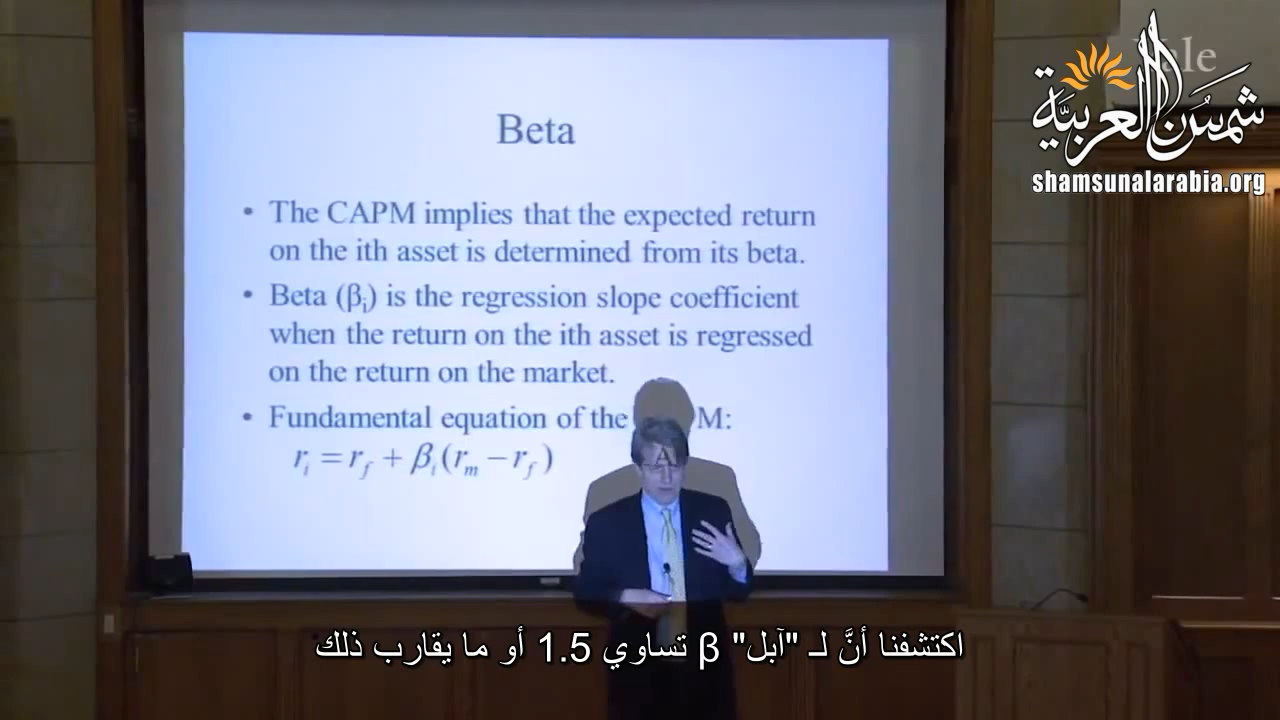 Yale
شمس العربية
shamsunalarabia.org
Beta
• The CAPM implies that the expected return
on the ith asset is determined from its beta.
• Beta (βi) is the regression slope coefficient
when the return on the ith asset is regressed
on the return on the market.
• Fundamental equation of the M:
ri = rf + βi(rm − rf)
اكتشفنا أنَّ لـ "آبل" β تساوي 1.5 أو ما يقارب ذلك